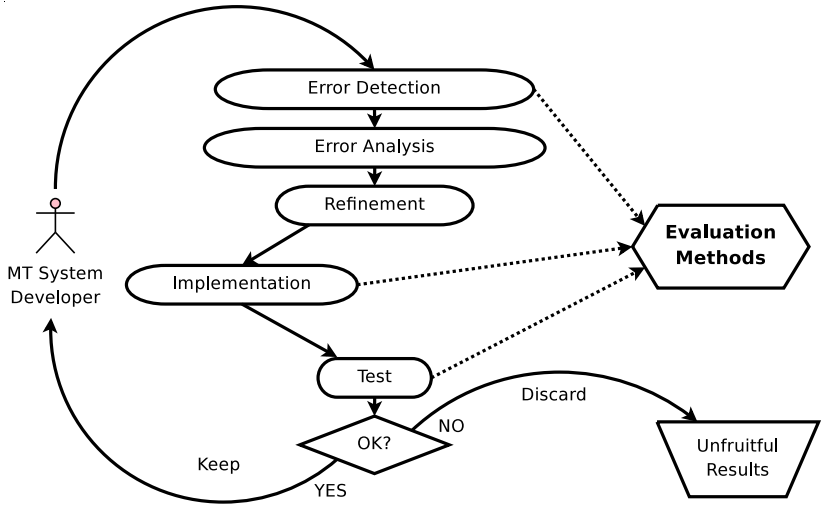 Error Detection
Error Analysis
Refinement
Evaluation
Methods
MT System
Developer
Implementation
Test
Discard
OK?
NO
Unfruitful
Results
Keep
YES